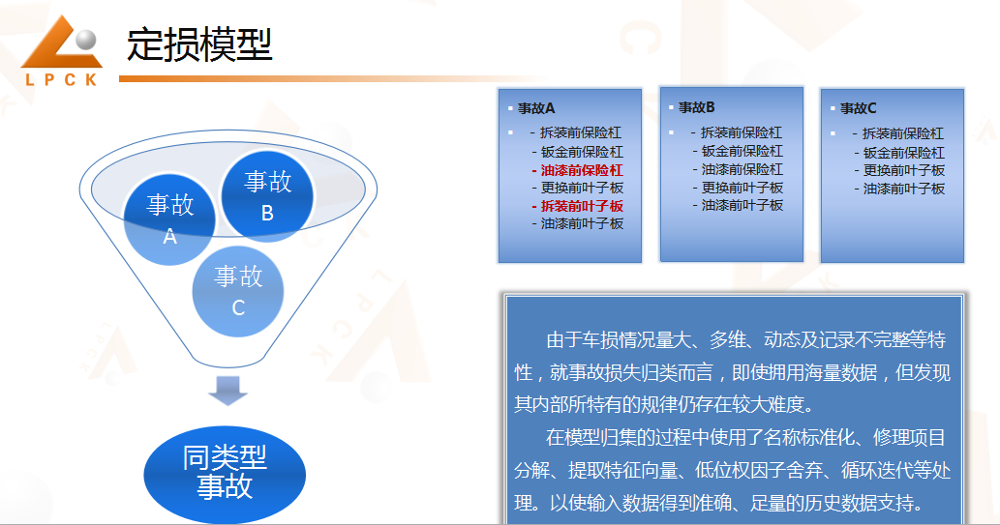 LPCK
定损模型
事故
A
事故
B
事故
C
同类型
事故
▪ 事故A
▪ - 拆装前保险杠
- 钣金前保险杠
- 油漆前保险杠
- 更换前叶子板
- 拆装前叶子板
- 油漆前叶子板
▪ 事故B
▪ - 拆装前保险杠
- 钣金前保险杠
- 油漆前保险杠
- 更换前叶子板
- 油漆前叶子板
▪ 事故C
▪ - 拆装前保险杠
- 钣金前保险杠
- 更换前叶子板
- 油漆前叶子板
由于车损情况量大、多维、动态及记录不完整等特
性，就事故损失归类而言，即使拥用海量数据，但发现
其内部所特有的规律仍存在较大难度。
在模型归集的过程中使用了名称标准化、修理项目
分解、提取特征向量、低位权因子舍弃、循环迭代等处
理。以使输入数据得到准确、足量的历史数据支持。